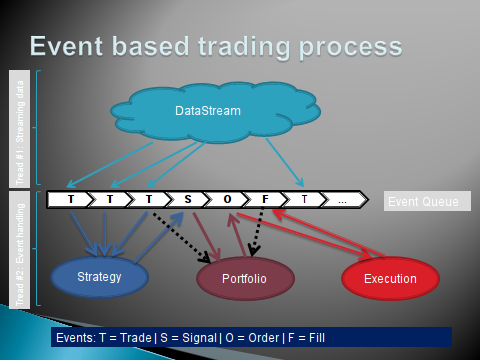 Event based trading process
Tread #1: Streaming data
DataStream
T T T S O F T ...
Event Queue
Tread #2: Event handling
Strategy
Portfolio
Execution
Events: T = Trade | S = Signal | O = Order | F = Fill